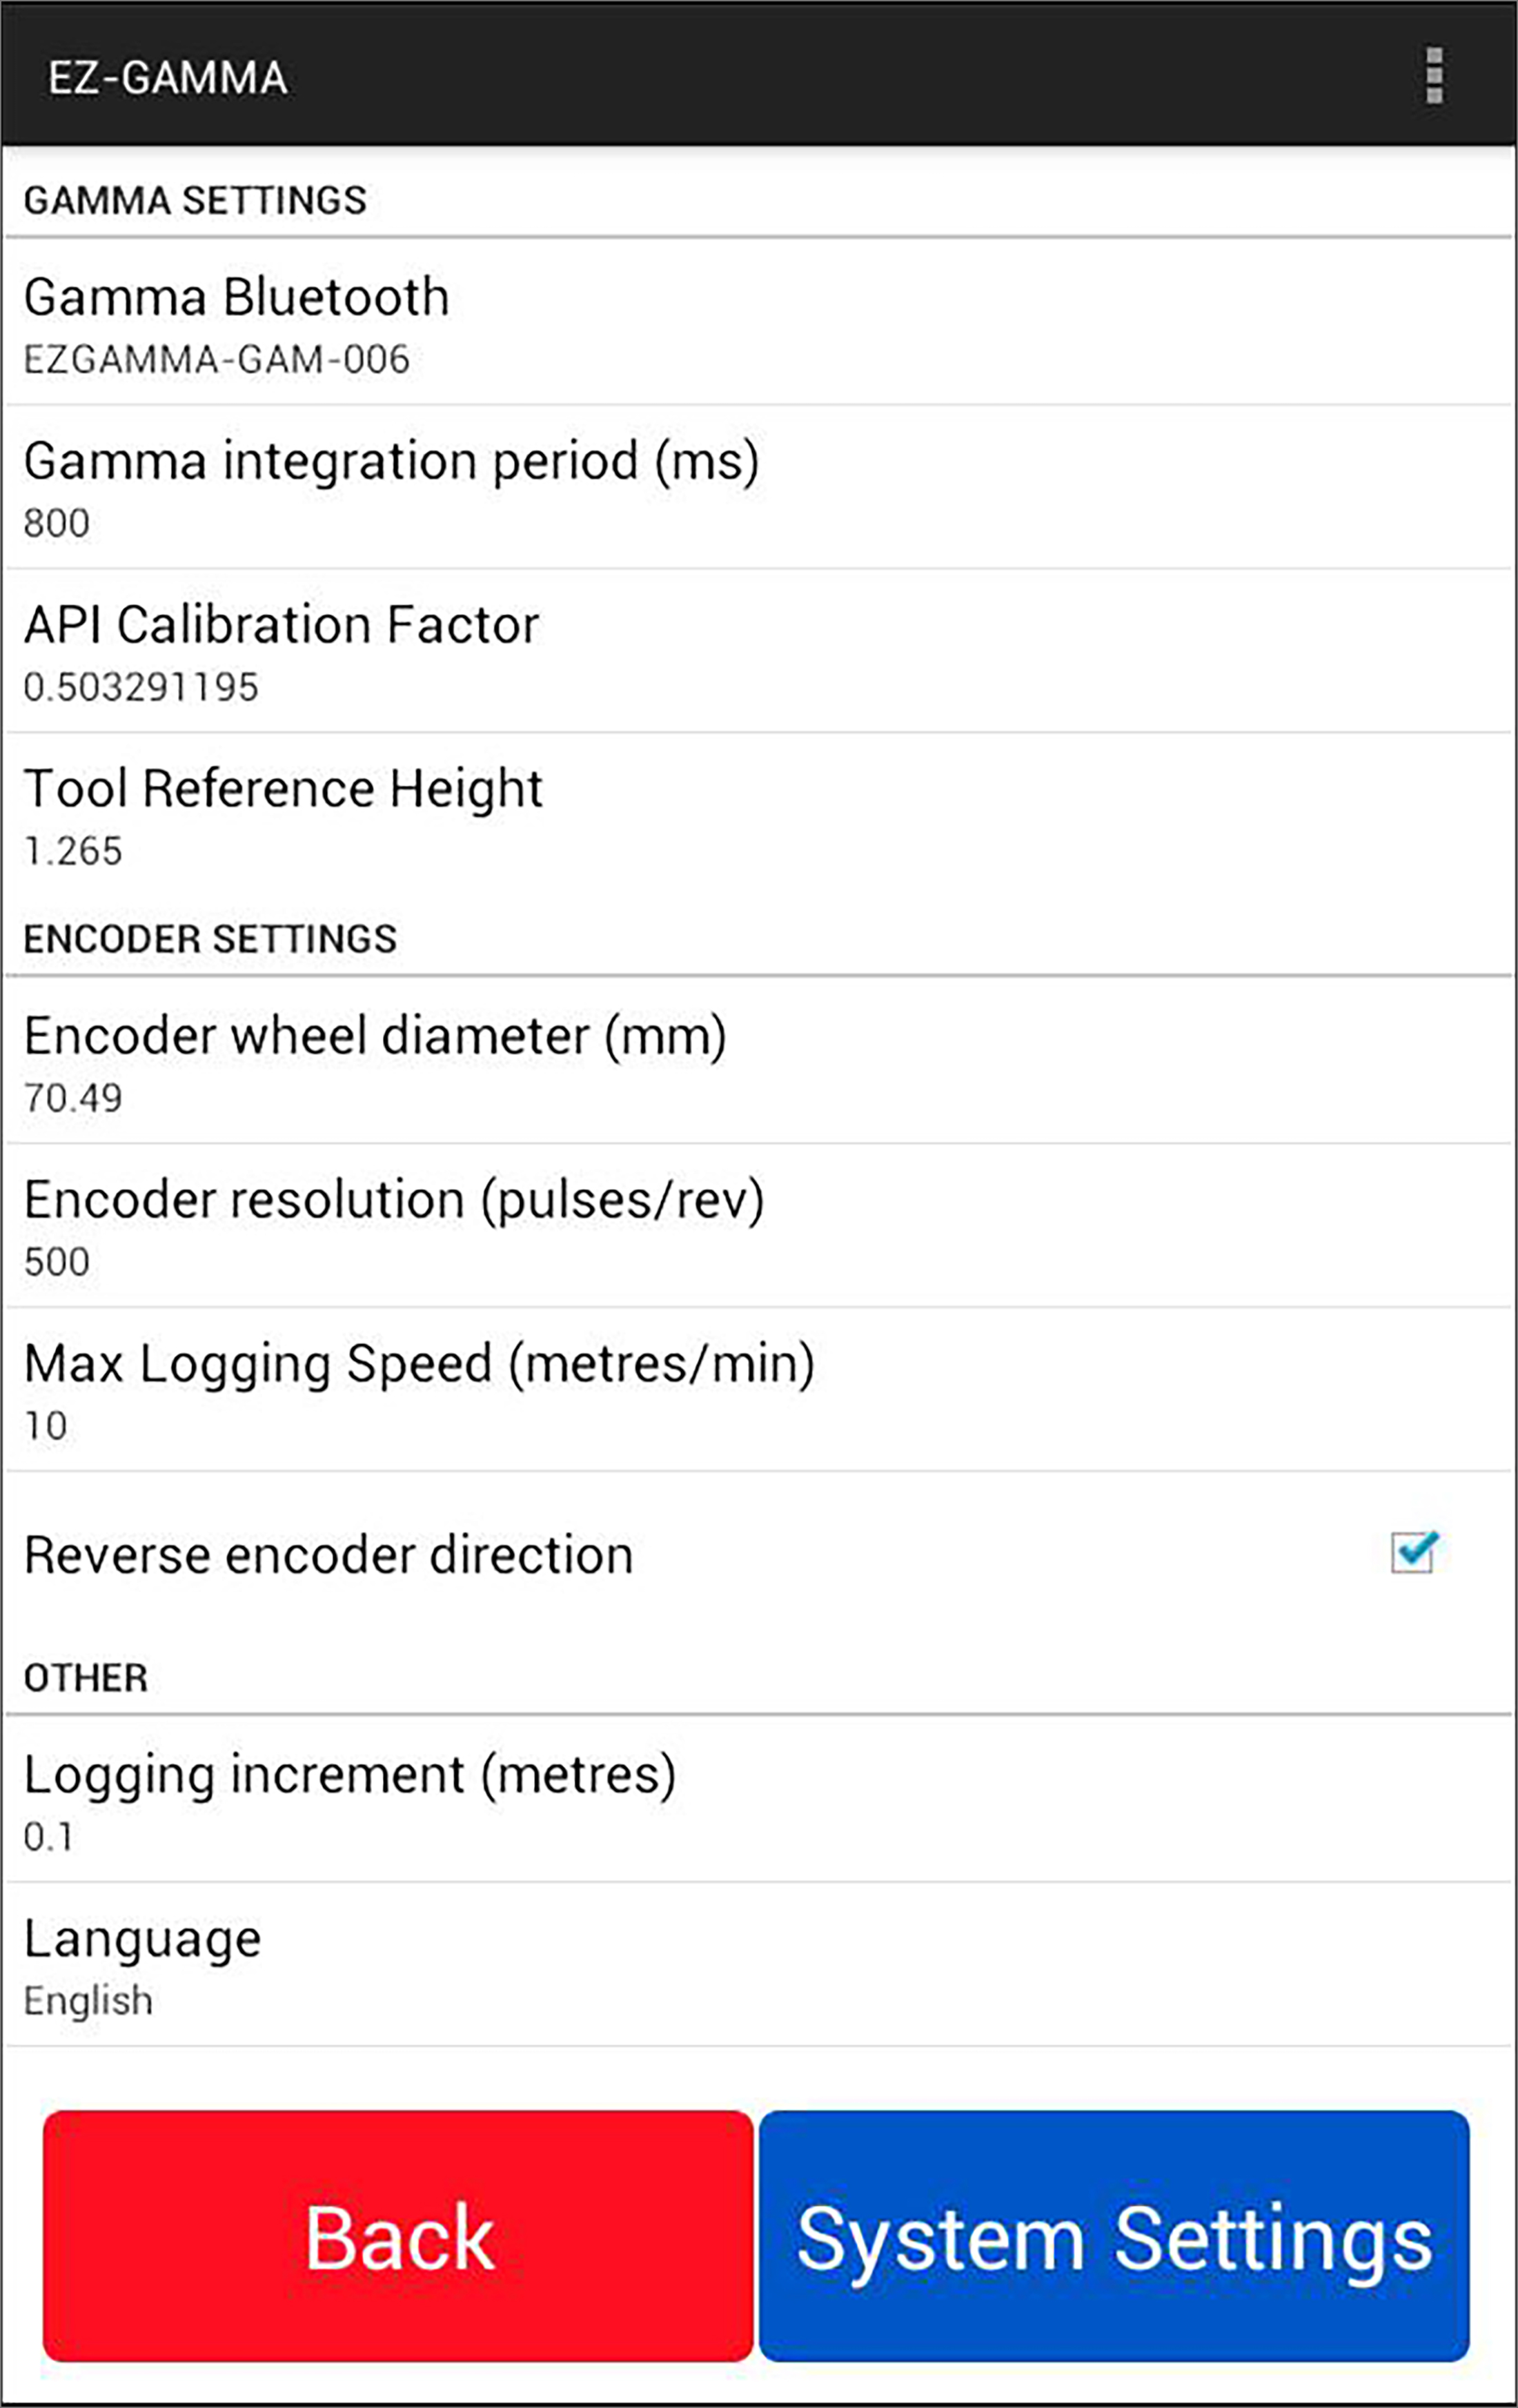 EZ-GAMMA
GAMMA SETTINGS
Gamma Bluetooth
EZGAMMA-GAM-006
Gamma integration period (ms)
800
API Calibration Factor
0.503291195
Tool Reference Height
1.265
ENCODER SETTINGS
Encoder wheel diameter (mm)
70.49
Encoder resolution (pulses/rev)
500
Max Logging Speed (metres/min)
10
Reverse encoder direction
OTHER
Logging increment (metres)
0.1
Language
English
Back
System Settings